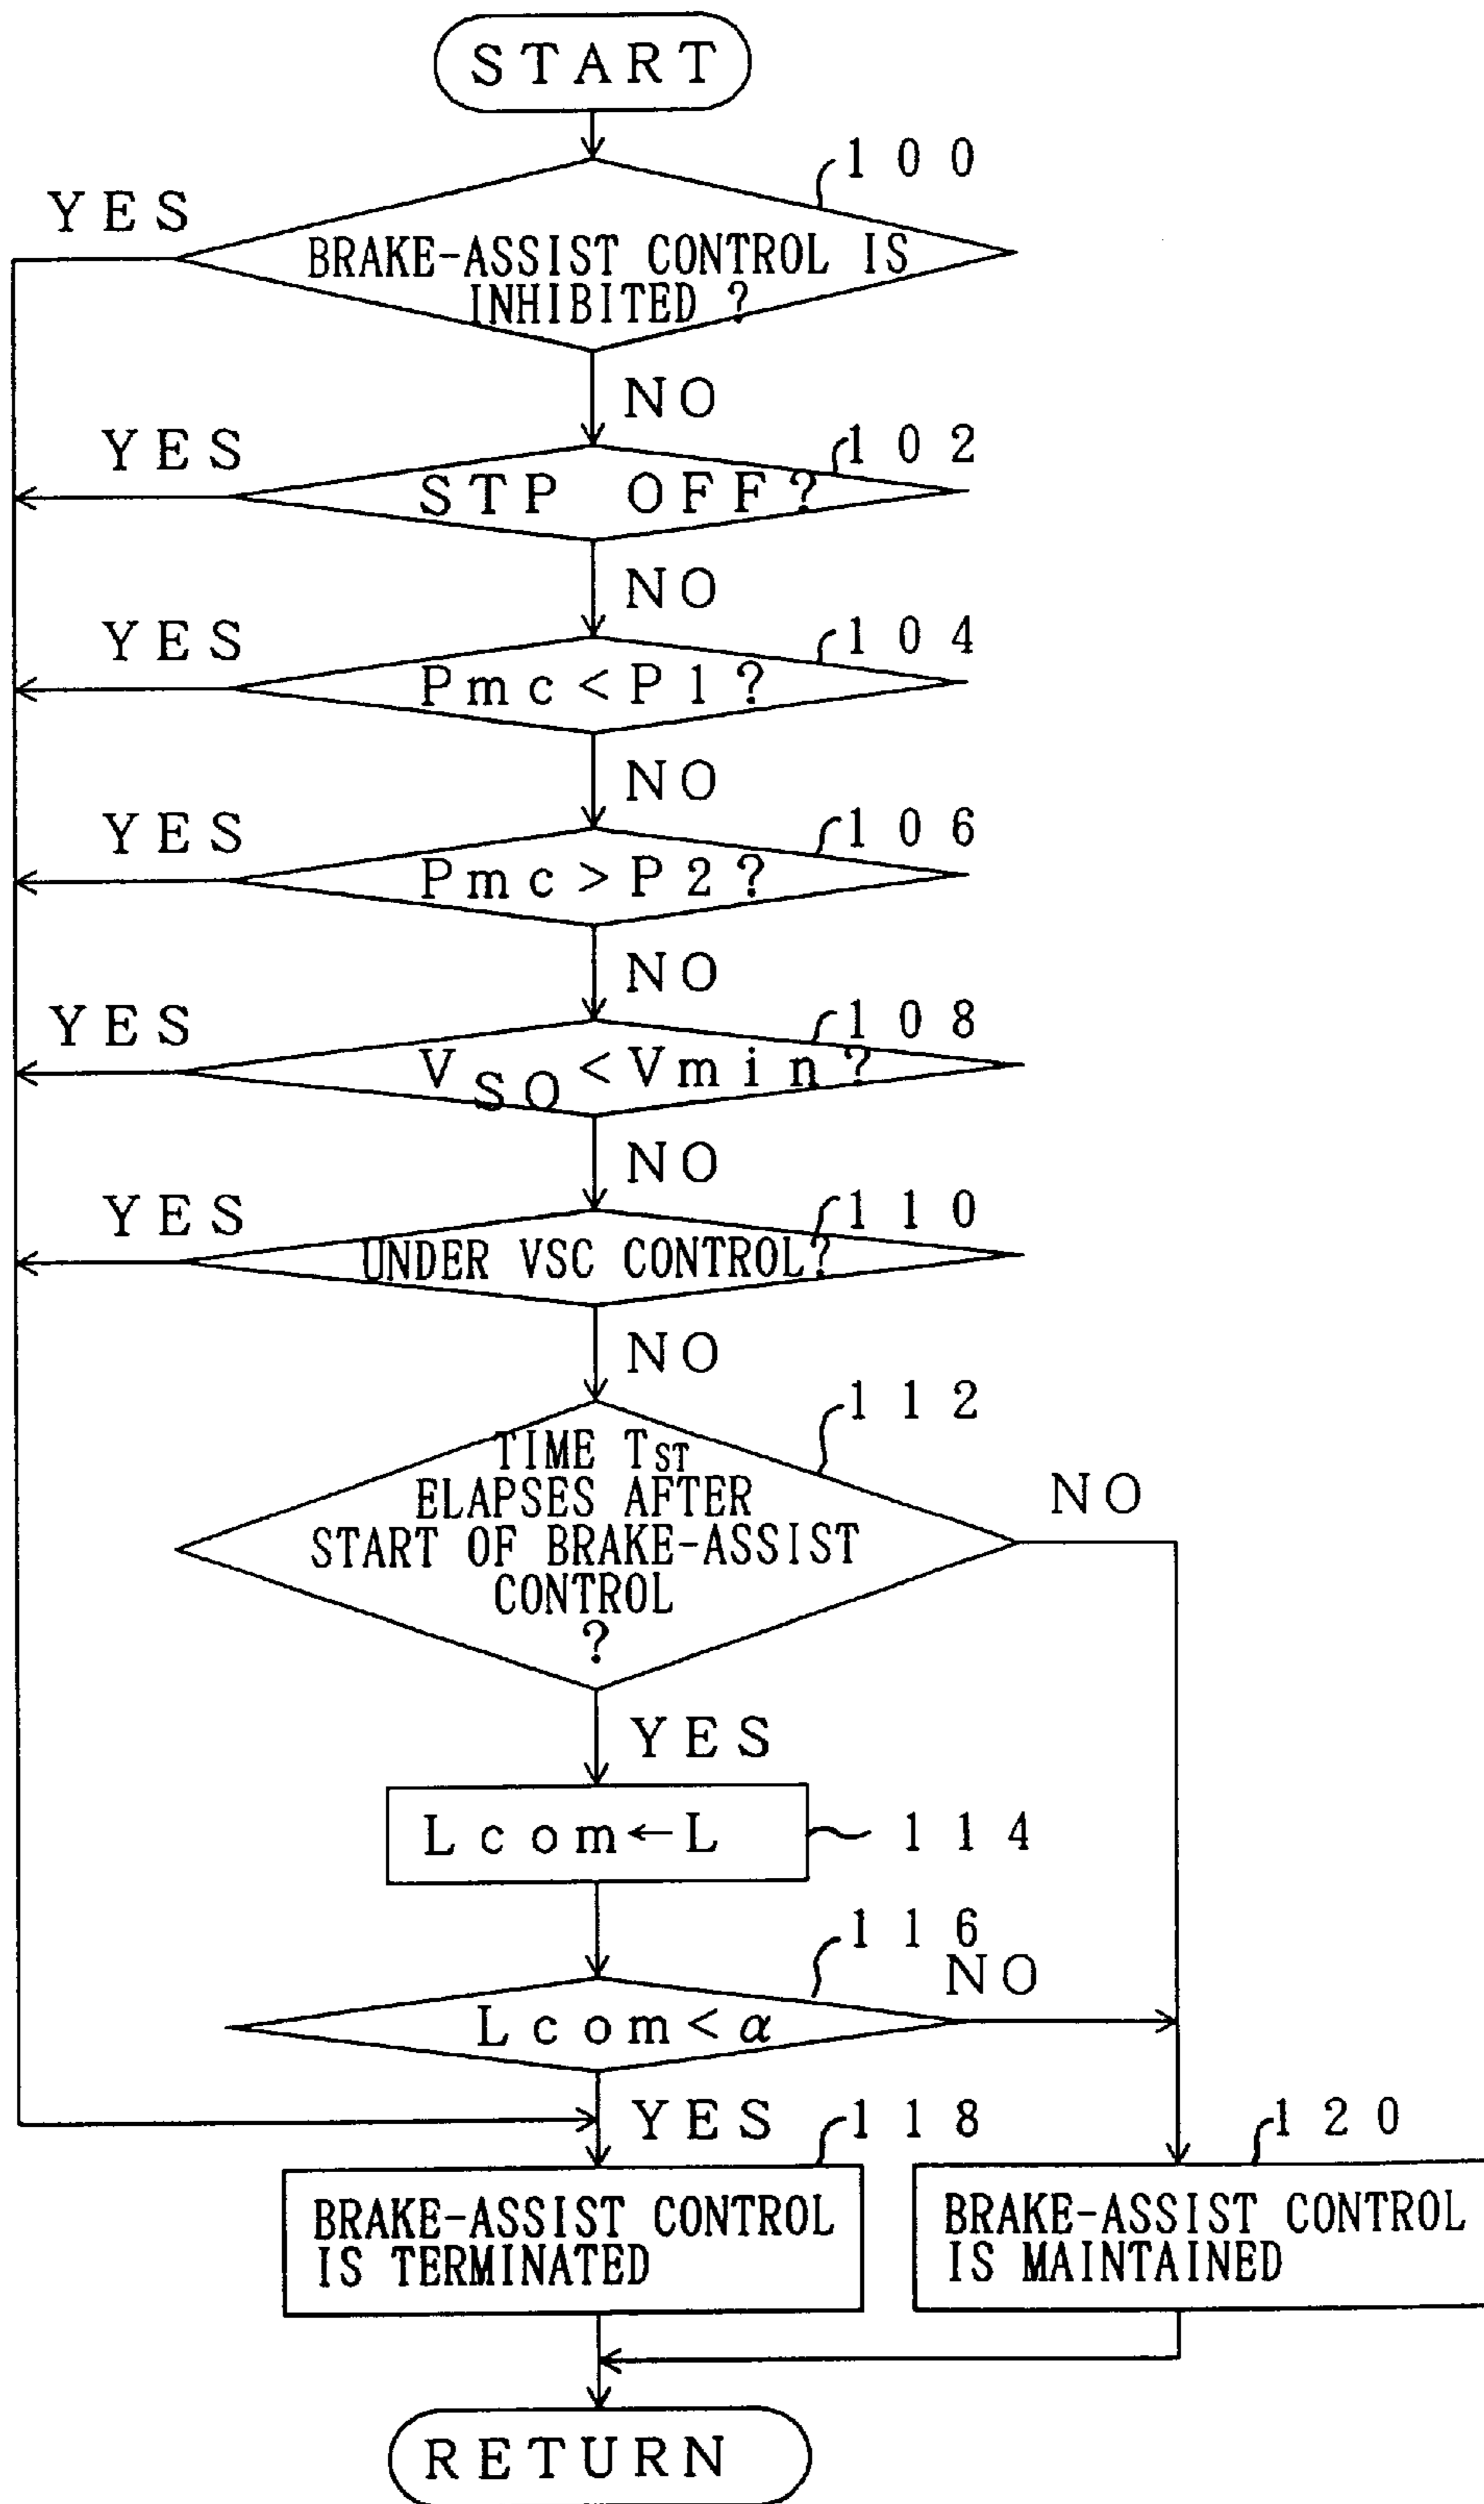 START
100
YES
BRAKE-ASSIST CONTROL IS
INHIBITED ?
NO
102
YES
STP OFF?
NO
104
YES
Pmc<P1?
NO
106
YES
Pmc>P2?
NO
108
YES
VSO<Vmin?
NO
110
YES
UNDER VSC CONTROL?
NO
112
TIME TST
ELAPSES AFTER
START OF BRAKE-ASSIST
CONTROL
?
NO
YES
Lcom←L
114
116
NO
Lcom<α
YES
118
120
BRAKE-ASSIST CONTROL
IS TERMINATED
BRAKE-ASSIST CONTROL
IS MAINTAINED
RETURN